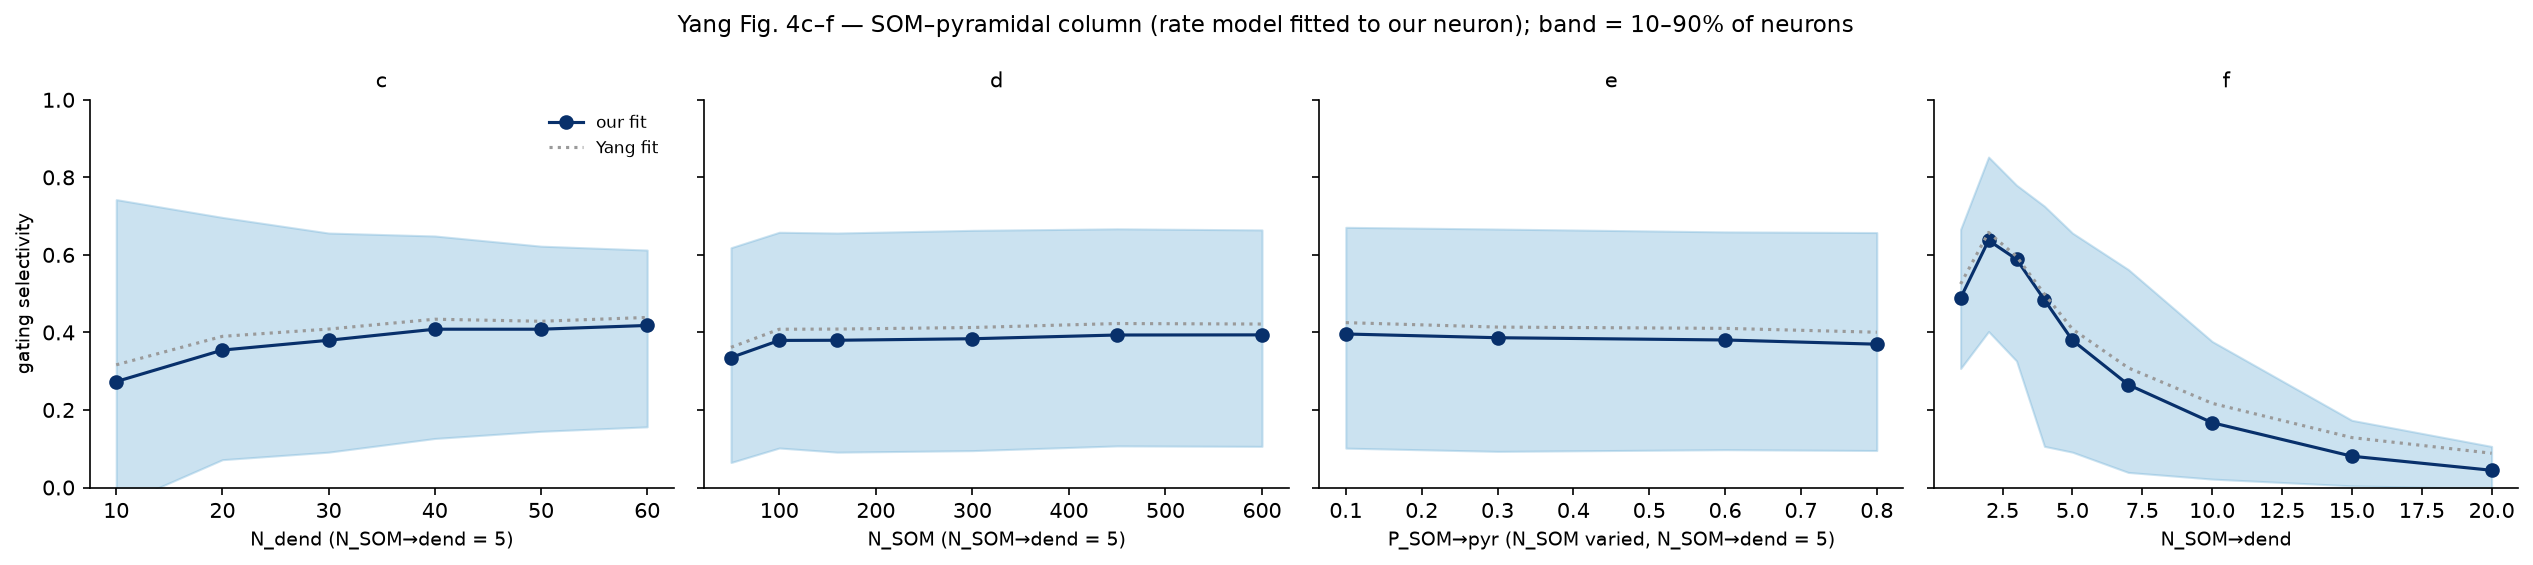 Yang Fig. 4c–f — SOM–pyramidal column (rate model fitted to our neuron); band = 10–90% of neurons
c
d
e
f
gating selectivity
1.0
0.8
0.6
0.4
0.2
0.0
our fit
Yang fit
10 20 30 40 50 60
N_dend (N_SOM→dend = 5)
100 200 300 400 500 600
N_SOM (N_SOM→dend = 5)
0.1 0.2 0.3 0.4 0.5 0.6 0.7 0.8
P_SOM→pyr (N_SOM varied, N_SOM→dend = 5)
2.5 5.0 7.5 10.0 12.5 15.0 17.5 20.0
N_SOM→dend